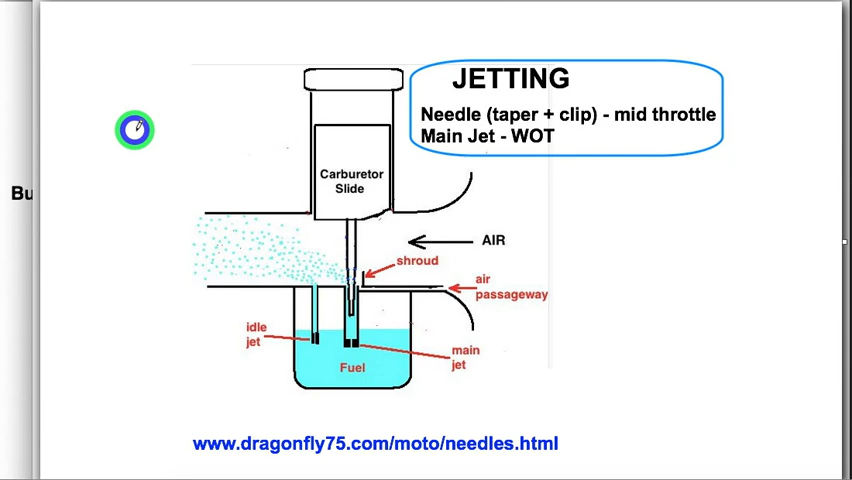 JETTING
Needle (taper + clip) - mid throttle
Main Jet - WOT
Carburetor
Slide
Bu
AIR
shroud
air
passageway
idle
jet
main
jet
Fuel
www.dragonfly75.com/moto/needles.html